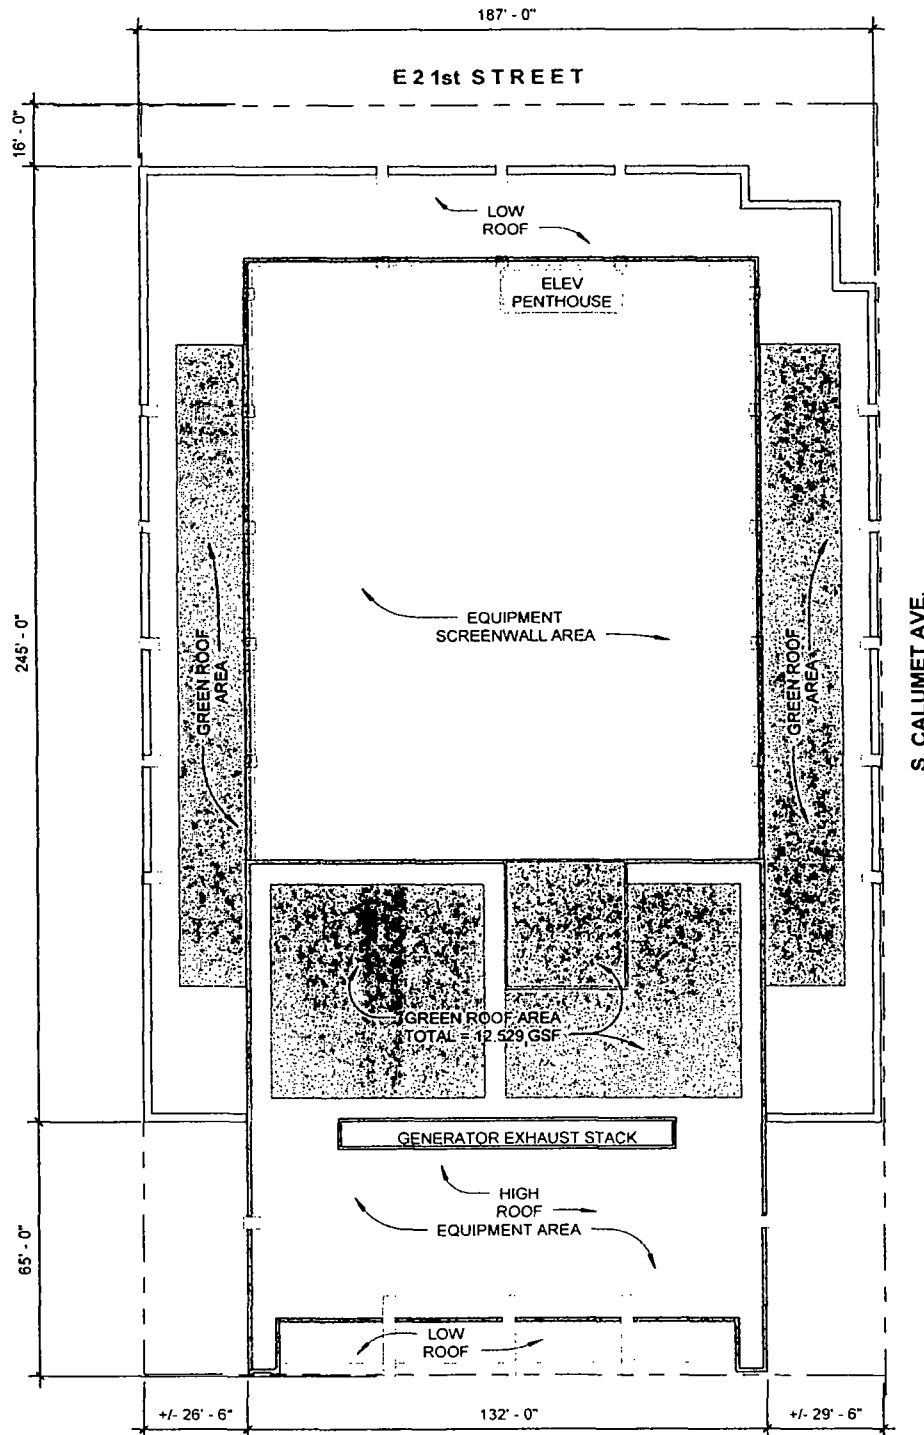 187' - 0"
E 21st STREET
16' - 0"
LOW
ROOF
ELEV
PENTHOUSE
245' - 0"
EQUIPMENT
SCREENWALL AREA
GREEN ROOF
AREA
GREEN ROOF
AREA
S. CALUMET AVE.
GREEN ROOF AREA
TOTAL = 12,529 GSF
GENERATOR EXHAUST STACK
HIGH
ROOF
EQUIPMENT AREA
65' - 0"
LOW
ROOF
+/- 26' - 6"
132' - 0"
+/- 29' - 6"